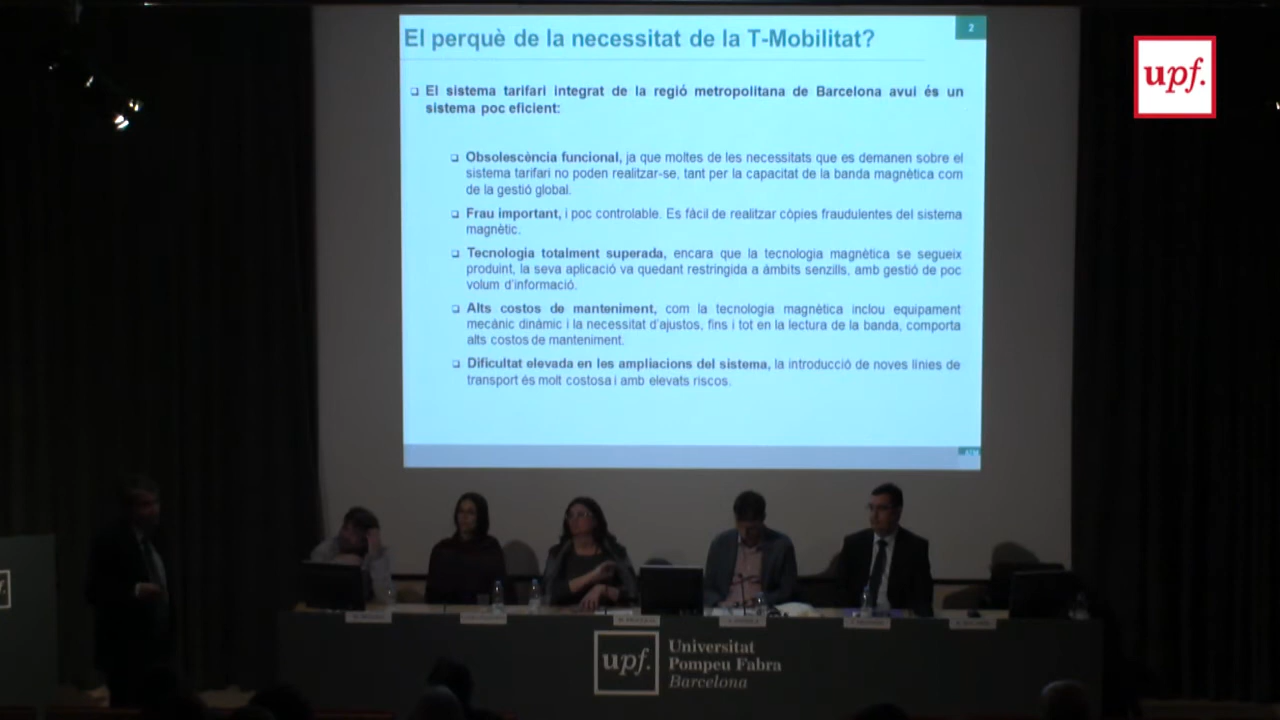 El perquè de la necessitat de la T-Mobilitat?
2
upf.
❑ El sistema tarifari integrat de la regió metropolitana de Barcelona avui és un
sistema poc eficient:
❑ Obsolescència funcional, ja que moltes de les necessitats que es demanen sobre el
sistema tarifari no poden realitzar-se, tant per la capacitat de la banda magnètica com
de la gestió global.
❑ Frau important, i poc controlable. Es fàcil de realitzar còpies fraudulentes del sistema
magnètic.
❑ Tecnologia totalment superada, encara que la tecnologia magnètica se segueix
produint, la seva aplicació va quedant restringida a àmbits senzills, amb gestió de poc
volum d'informació.
❑ Alts costos de manteniment, com la tecnologia magnètica inclou equipament
mecànic dinàmic i la necessitat d'ajustos, fins i tot en la lectura de la banda, comporta
alts costos de manteniment.
❑ Dificultat elevada en les ampliacions del sistema, la introducció de noves línies de
transport és molt costosa i amb elevats riscos.
upf.
Universitat
Pompeu Fabra
Barcelona